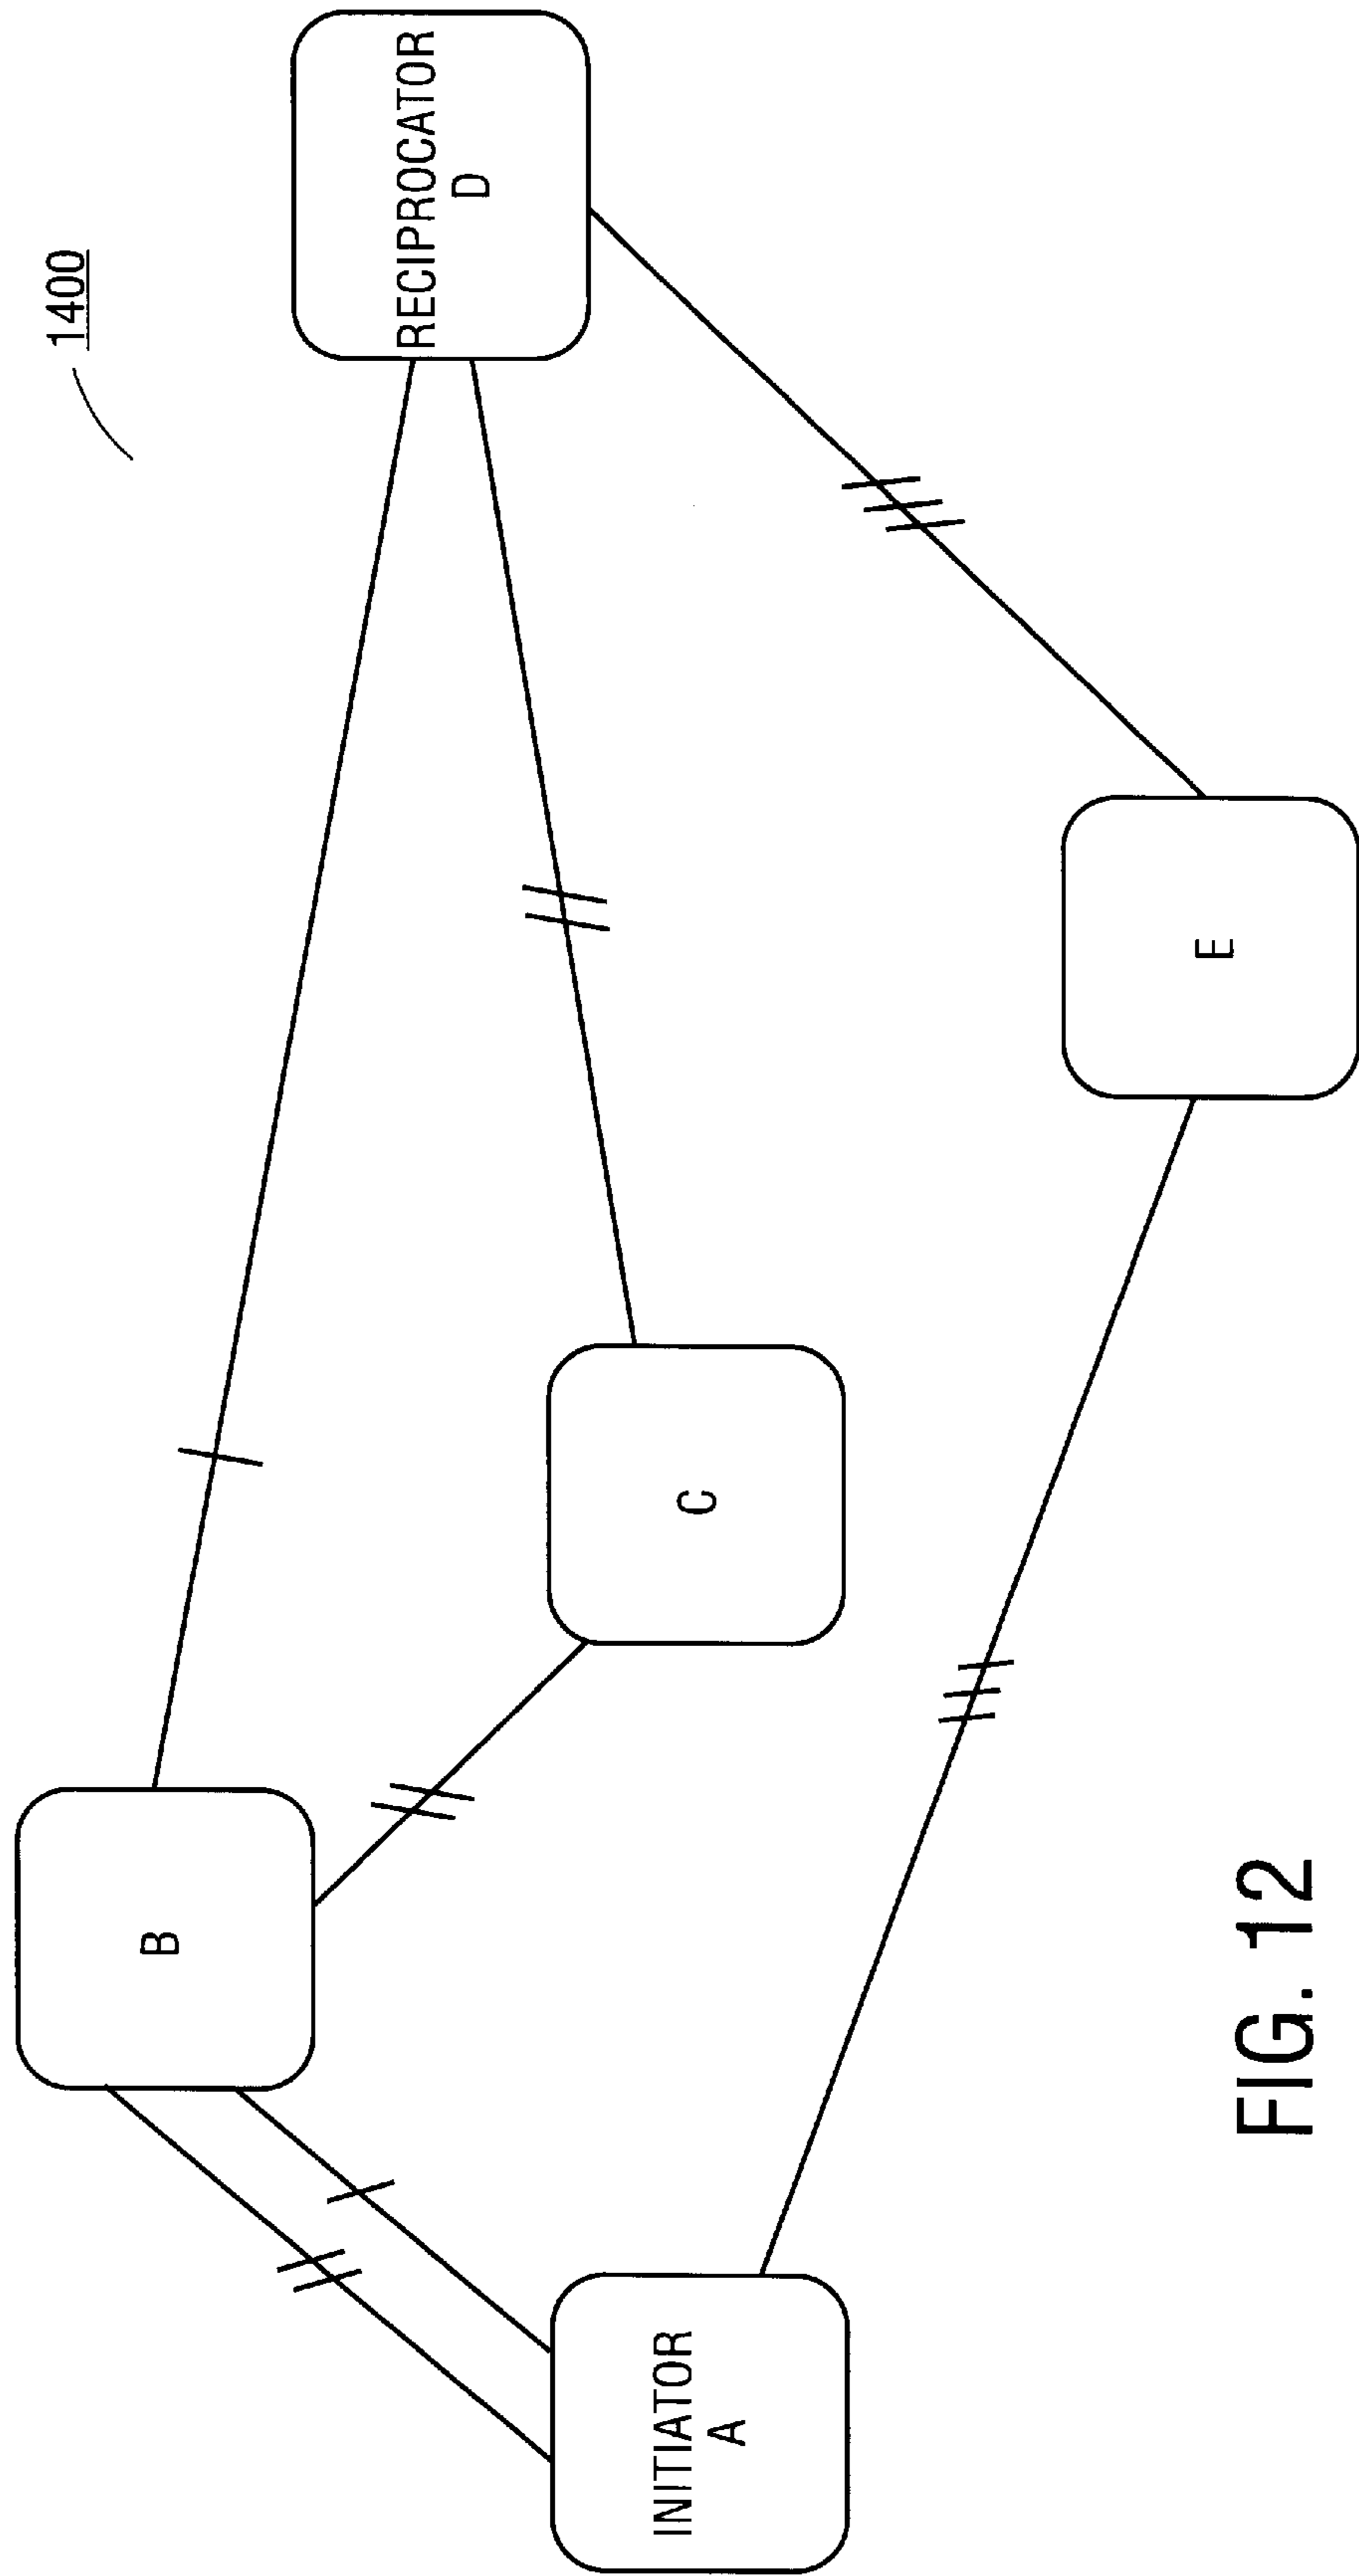 1400
RECIPROCATOR
D
B
C
E
INITIATOR
A
FIG. 12